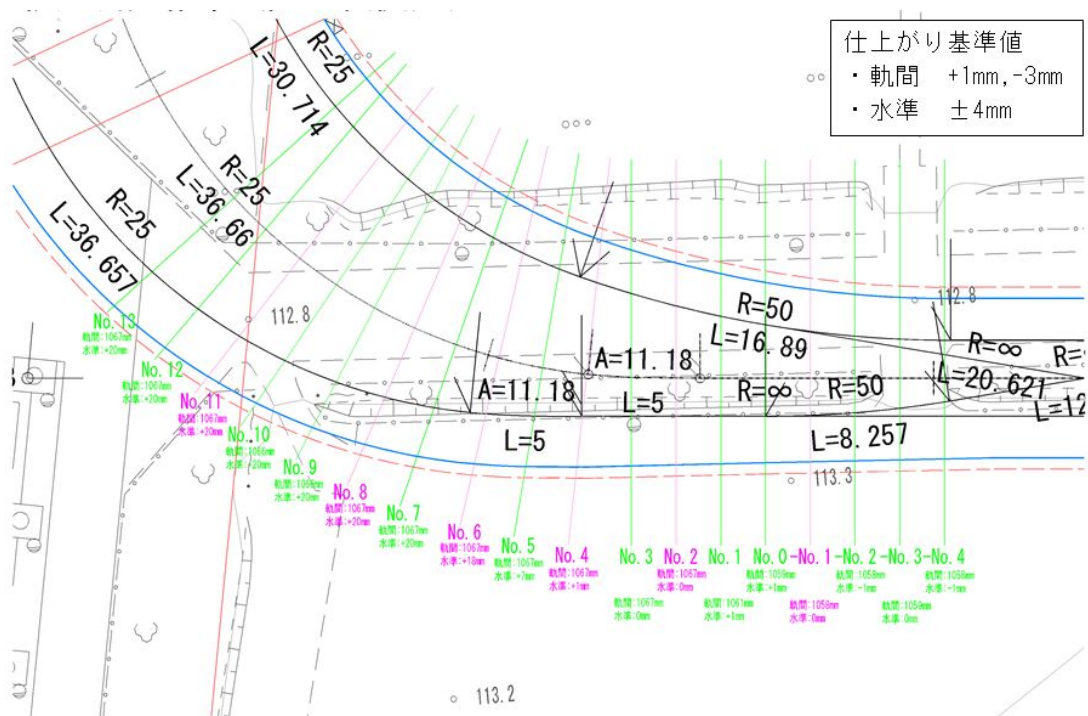 仕上がり基準値
・軌間 +1mm,-3mm
・水準 ±4mm
R=25
L=30.714
R=25
L=36.66
R=25
L=36.657
112.8
112.8
R=50
L=16.89
R=∞
R=
A=11.18
A=11.18
L=5
L=5
R=∞
R=50
L=20.621
L=12
L=8.257
113.3
113.2
No.13
軌間:1067mm
水準:+20mm
No.12
軌間:1067mm
水準:+20mm
No.11
軌間:1067mm
水準:+20mm
No.10
軌間:1066mm
水準:+20mm
No.9
水準:+20mm
No.8
軌間:1067mm
水準:+20mm
No.7
軌間:1067mm
水準:+20mm
No.6
軌間:1067mm
水準:+18mm
No.5
軌間:1067mm
水準:+7mm
No.4
軌間:1067mm
水準:+1mm
No.3
軌間:1067mm
水準:0mm
No.2
軌間:1067mm
水準:0mm
No.1
軌間:1061mm
水準:+1mm
No.0
軌間:1059mm
水準:+1mm
-No.1
軌間:1058mm
水準:0mm
-No.2
軌間:1058mm
水準:-1mm
-No.3
軌間:1059mm
水準:0mm
-No.4
軌間:1058mm
水準:-1mm